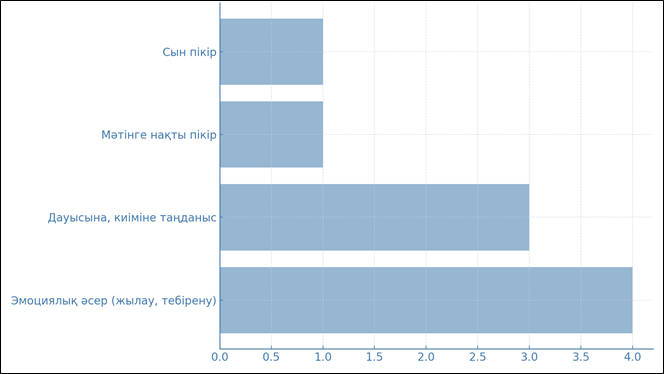 Сын пікір
Мәтінге нақты пікір
Дауысына, киіміне таңданыс
Эмоциялық әсер (жылау, тебірену)
0.0 0.5 1.0 1.5 2.0 2.5 3.0 3.5 4.0